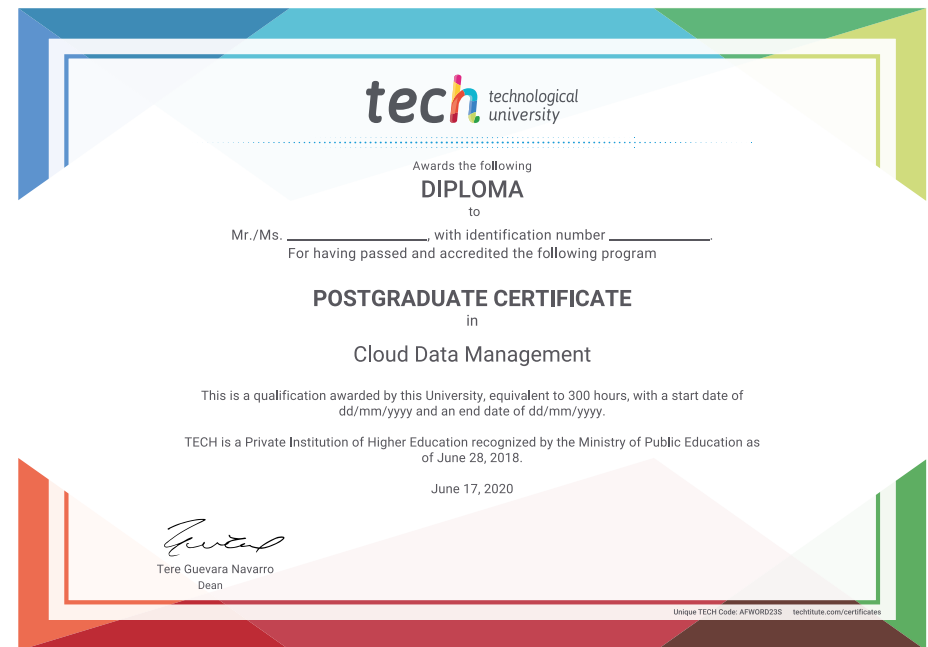 tech technological
university
Awards the following
DIPLOMA
to
Mr./Ms. ____________________, with identification number ______________.
For having passed and accredited the following program
POSTGRADUATE CERTIFICATE
in
Cloud Data Management
This is a qualification awarded by this University, equivalent to 300 hours, with a start date of
dd/mm/yyyy and an end date of dd/mm/yyyy.
TECH is a Private Institution of Higher Education recognized by the Ministry of Public Education as
of June 28, 2018.
June 17, 2020
Tere Guevara Navarro
Dean
Unique TECH Code: AFWORD23S techtitute.com/certificates